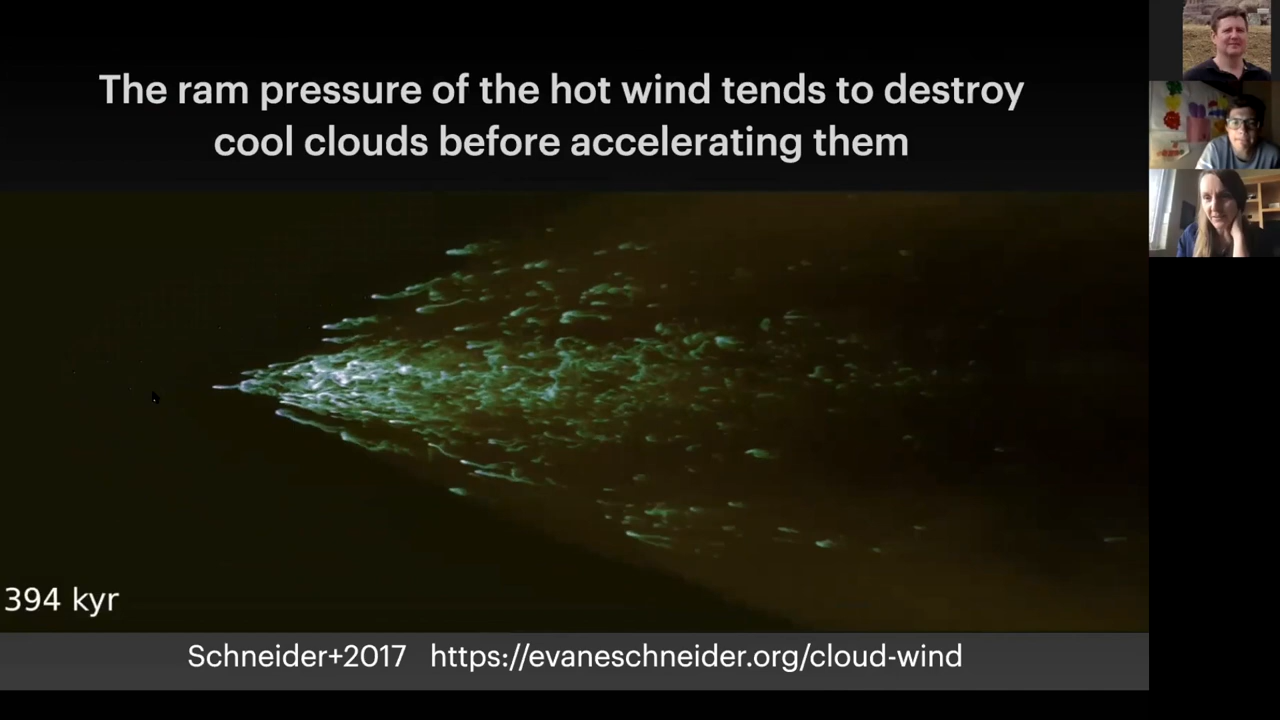 The ram pressure of the hot wind tends to destroy
cool clouds before accelerating them
394 kyr
Schneider+2017 https://evaneschneider.org/cloud-wind